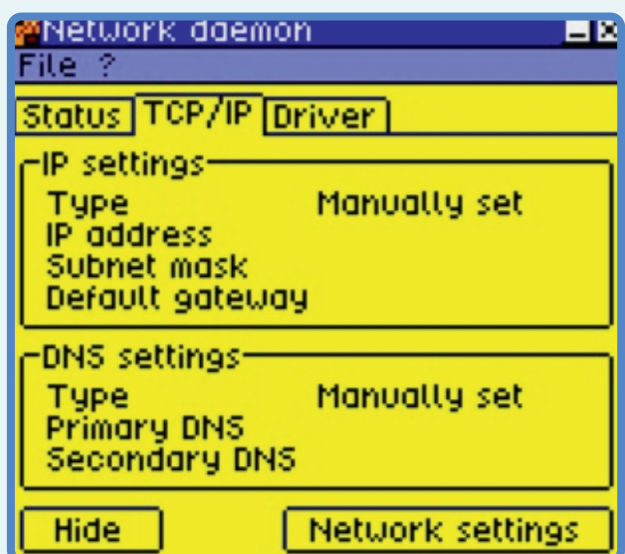 Network daemon
File ?
Status TCP/IP Driver
IP settings
Type Manually set
IP address
Subnet mask
Default gateway
DNS settings
Type Manually set
Primary DNS
Secondary DNS
Hide Network settings